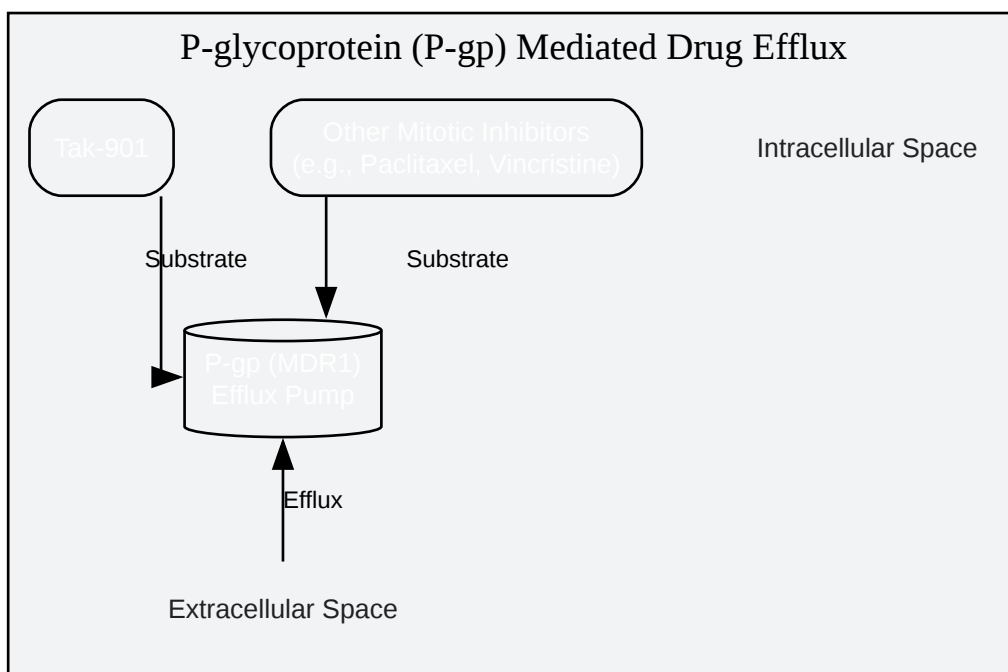 P-glycoprotein (P-gp) Mediated Drug Efflux
Tak-901
Other Mitotic Inhibitors
(e.g., Paclitaxel, Vincristine)
Intracellular Space
Substrate
Substrate
P-gp (MDR1)
Efflux Pump
Efflux
Extracellular Space